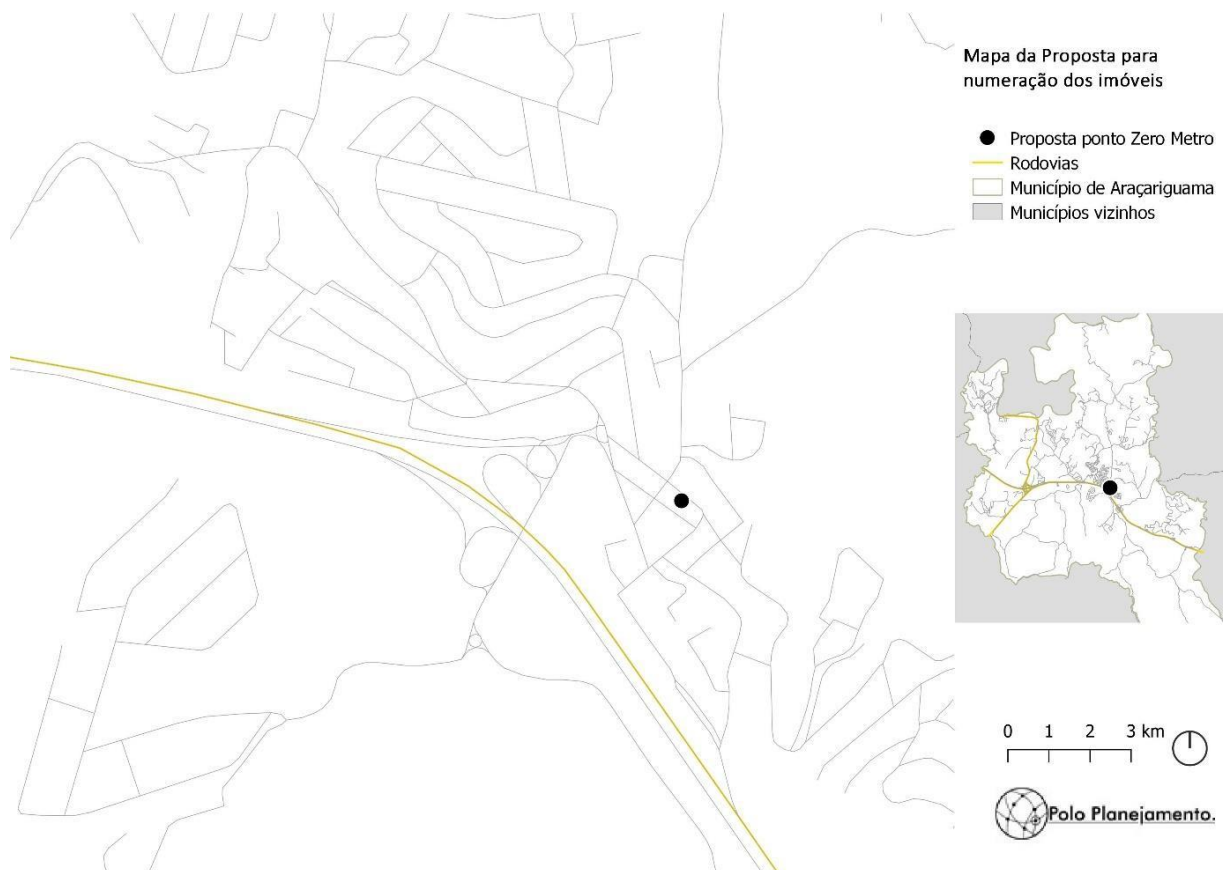 Mapa da Proposta para
numeração dos imóveis
Proposta ponto Zero Metro
Rodovias
Município de Araçariguama
Municípios vizinhos
0 1 2 3 km
Polo Planejamento.